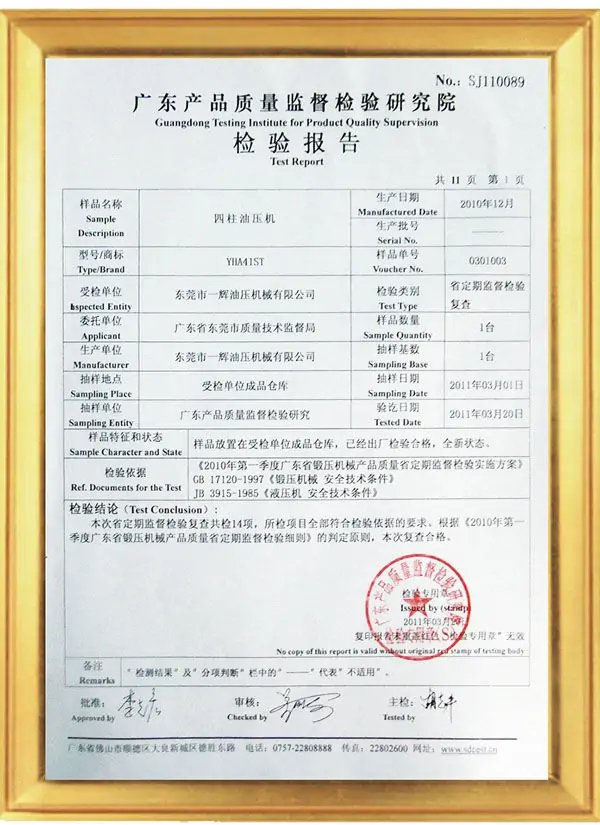 No.: SJ110089
广东产品质量监督检验研究院
Guangdong Testing Institute for Product Quality Supervision
检验报告
Test Report
共 11 页 第 1 页
样品名称 Sample Description 四柱油压机 生产日期 Manufactured Date 2010年12月
生产批号 Serial No. ——
型号/商标 Type/Brand YHA41ST 样品单号 Voucher No. 0301003
受检单位 Inspected Entity 东莞市一辉油压机械有限公司 检验类别 Test Type 省定期监督检验复查
委托单位 Applicant 广东省东莞市质量技术监督局 样品数量 Sample Quantity 1台
生产单位 Manufacturer 东莞市一辉油压机械有限公司 抽样基数 Sampling Base 1台
抽样地点 Sampling Place 受检单位成品仓库 抽样日期 Sampling Date 2011年03月01日
抽样单位 Sampling Entity 广东产品质量监督检验研究 验讫日期 Tested Date 2011年03月20日
样品特征和状态 Sample Character and State 样品放置在受检单位成品仓库，已经出厂检验合格，全新状态。
检验依据 Ref. Documents for the Test 《2010年第一季度广东省锻压机械产品质量省定期监督检验实施方案》
GB 17120-1997《锻压机械 安全技术条件》
JB 3915-1985《液压机 安全技术条件》
检验结论（Test Conclusion）:
本次省定期监督检验复查共检14项，所检项目全部符合检验依据的要求。根据《2010年第一
季度广东省锻压机械产品质量省定期监督检验细则》的判定原则，本次复查合格。
广东产品质量监督检验研究院
检验专用章
Issued by (stamp)
2011年03月
复印报告未重盖红色"检验专用章"无效
No copy of this report is valid without original red stamp of testing body
备注 Remarks "检测结果"及"分项判断"栏中的"——"代表"不适用"。
批准: Approved by 审核: Checked by 主检: Tested by
广东省佛山市顺德区大良新城区德胜东路 电话: 0757-22808888 传真: 22802600 网址: